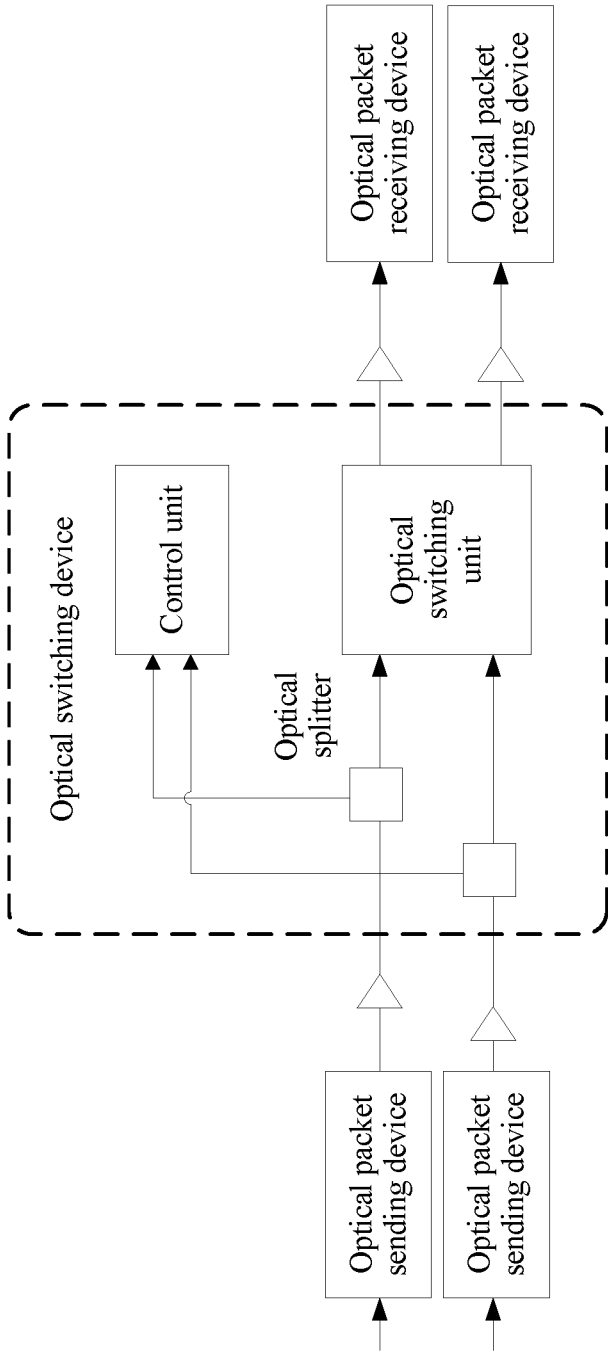 Optical switching device
Control unit
Optical
splitter
Optical
switching
unit
Optical packet
sending device
Optical packet
sending device
Optical packet
receiving device
Optical packet
receiving device